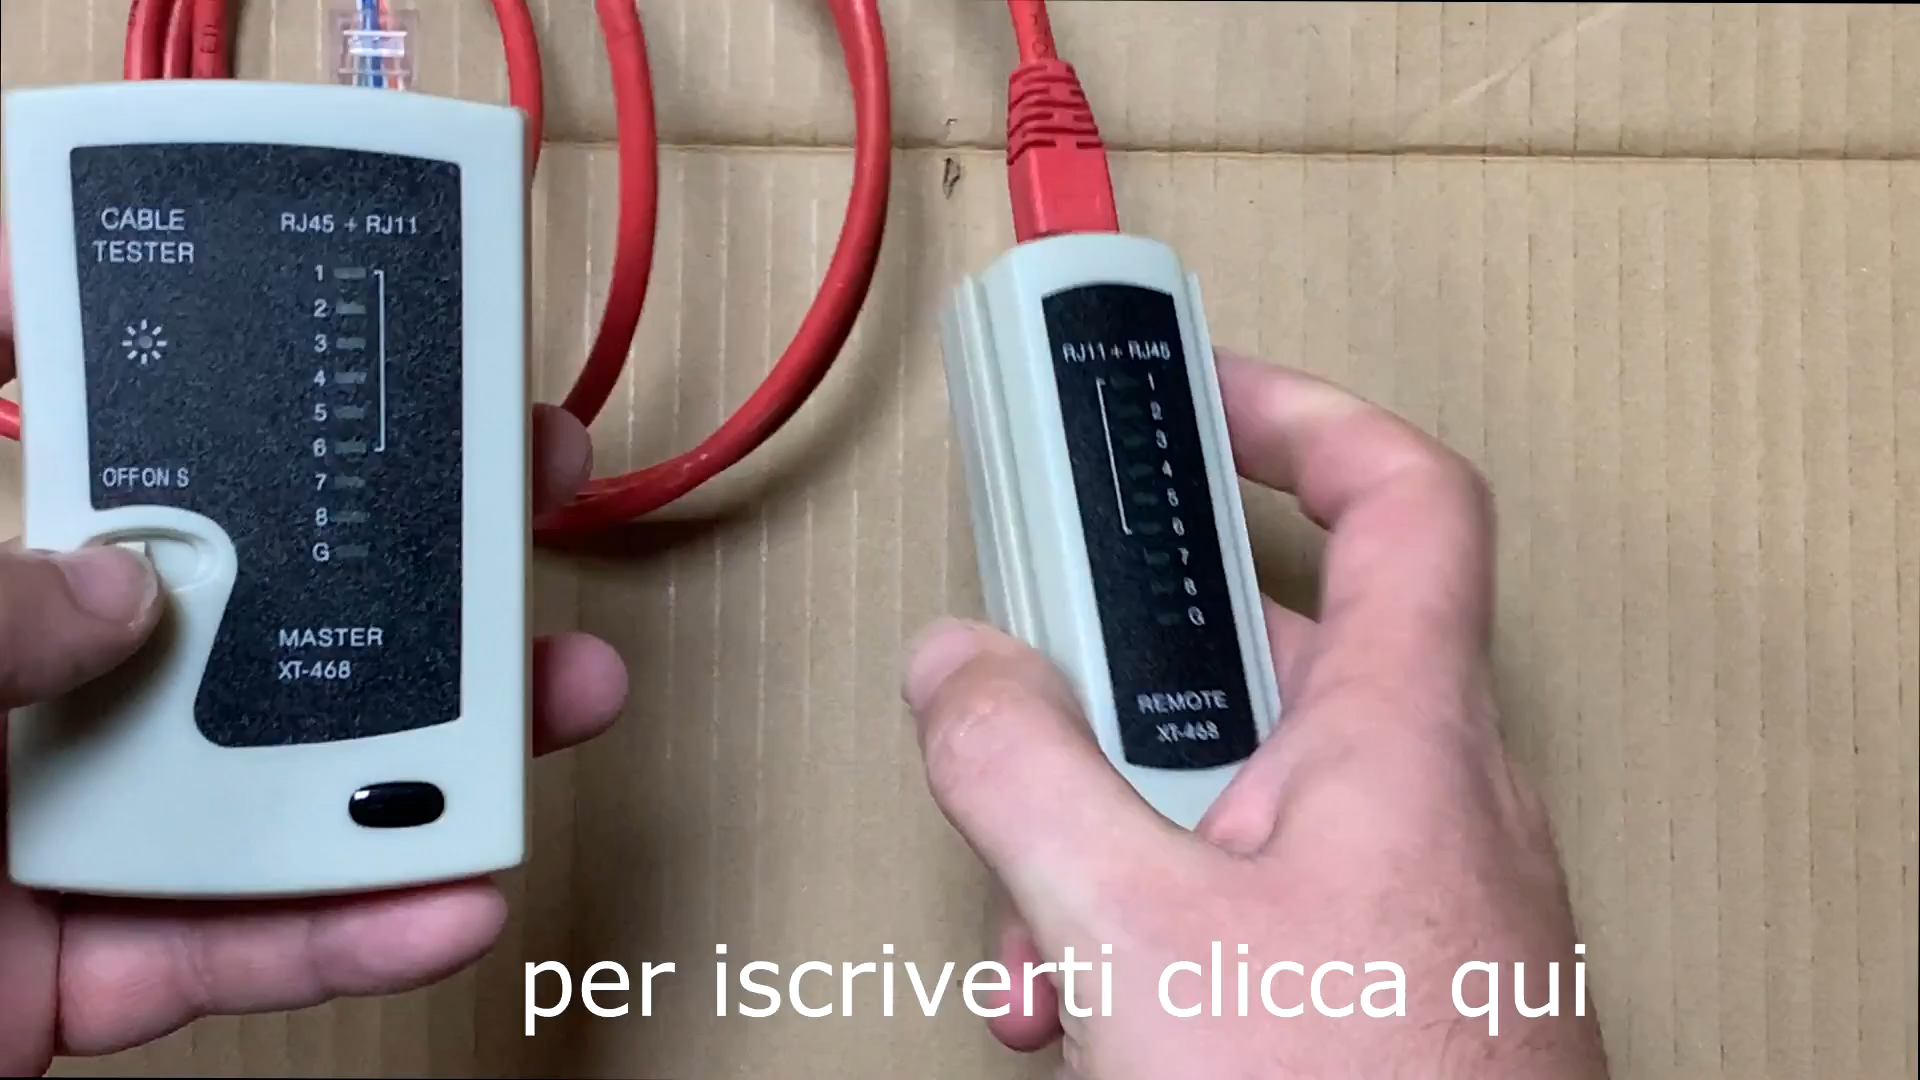 CABLE
TESTER
RJ45 + RJ11
1
2
3
4
5
6
7
8
G
OFF ON S
MASTER
XT-468
RJ11 + RJ45
1
2
3
4
5
6
7
8
G
REMOTE
XT-468
per iscriverti clicca qui